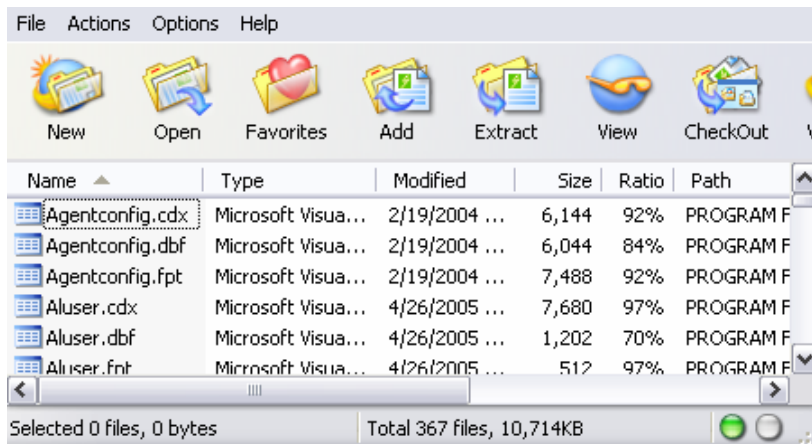 File Actions Options Help
New Open Favorites Add Extract View CheckOut
Name Type Modified Size Ratio Path
Agentconfig.cdx Microsoft Visua... 2/19/2004 ... 6,144 92% PROGRAM F
Agentconfig.dbf Microsoft Visua... 2/19/2004 ... 6,044 84% PROGRAM F
Agentconfig.fpt Microsoft Visua... 2/19/2004 ... 7,488 92% PROGRAM F
Aluser.cdx Microsoft Visua... 4/26/2005 ... 7,680 97% PROGRAM F
Aluser.dbf Microsoft Visua... 4/26/2005 ... 1,202 70% PROGRAM F
Aluser.fpt Microsoft Visua... 4/26/2005 ... 512 97% PROGRAM F
Selected 0 files, 0 bytes Total 367 files, 10,714KB